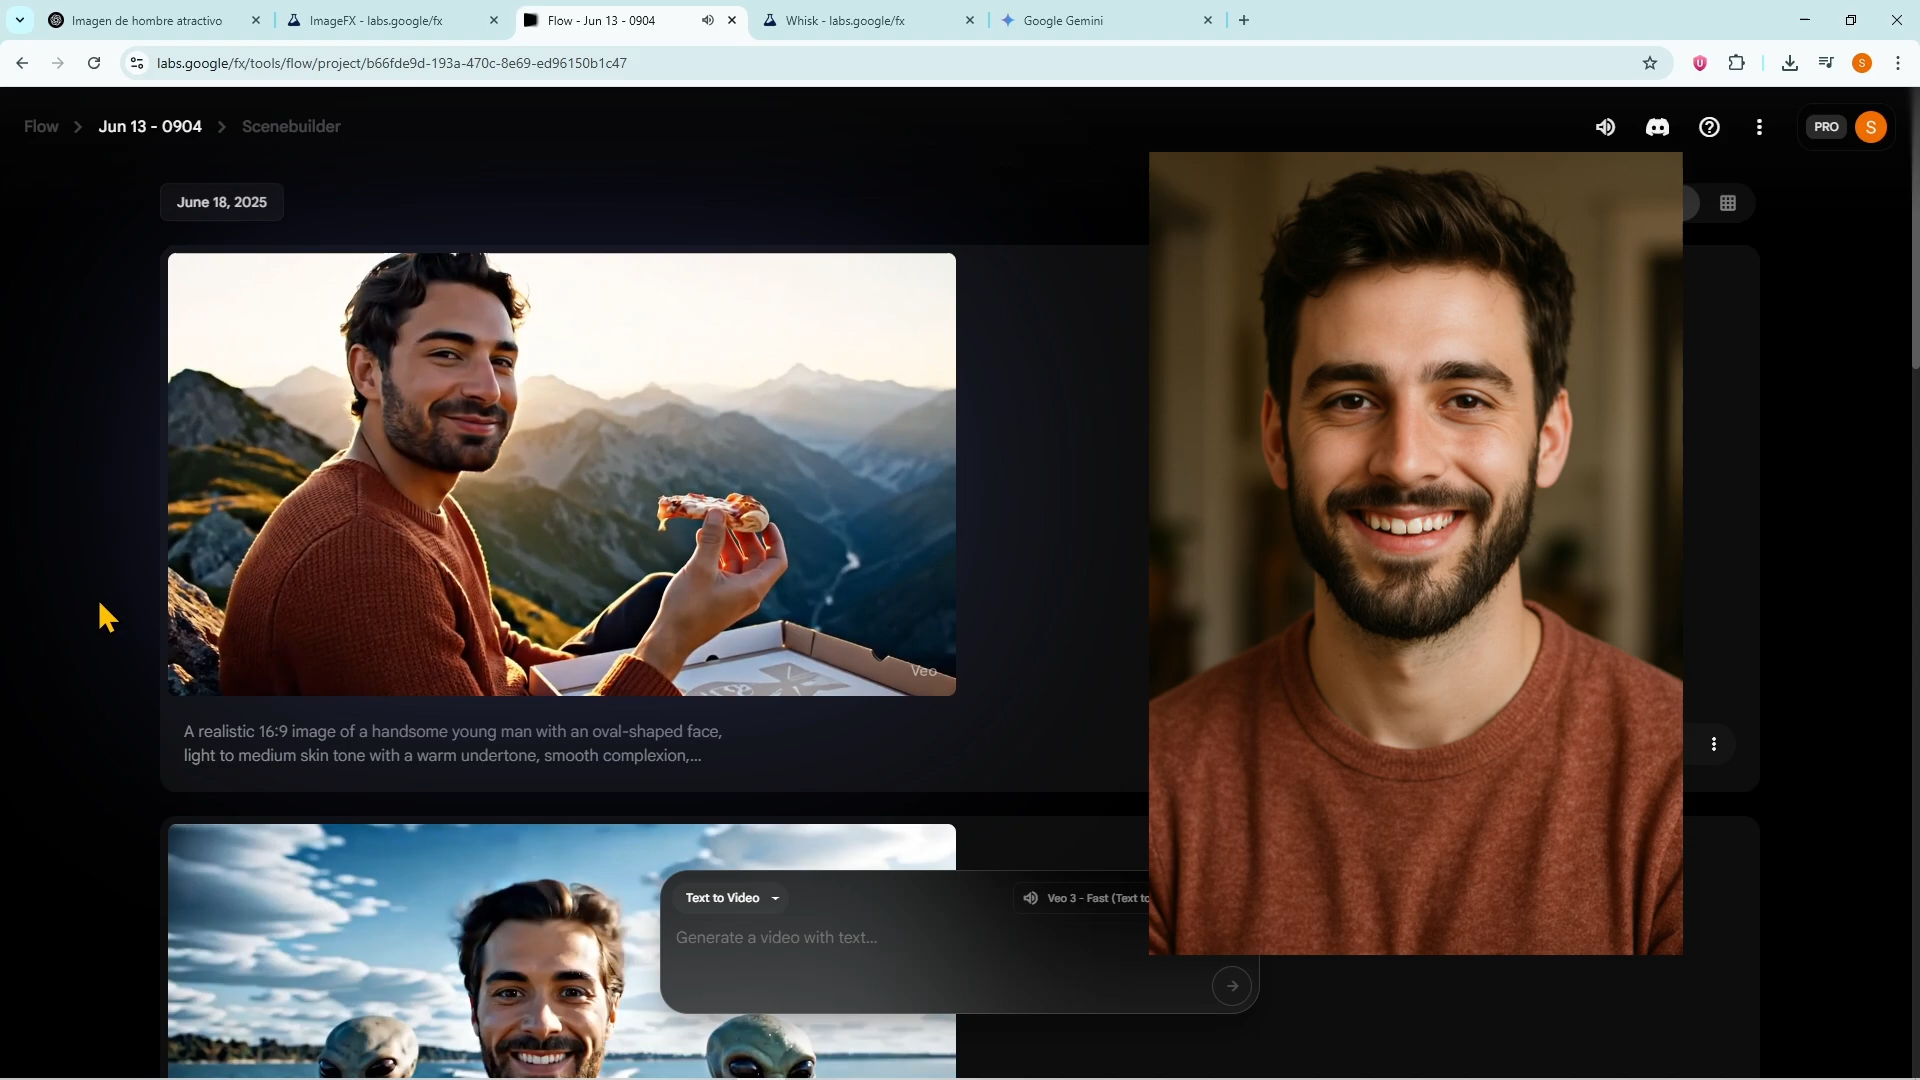 Imagen de hombre atractivo
ImageFX - labs.google/fx
Flow - Jun 13 - 0904
Whisk - labs.google/fx
Google Gemini
labs.google/fx/tools/flow/project/b66fde9d-193a-470c-8e69-ed96150b1c47
S
Flow
Jun 13 - 0904
Scenebuilder
PRO
S
June 18, 2025
Veo
A realistic 16:9 image of a handsome young man with an oval-shaped face,
light to medium skin tone with a warm undertone, smooth complexion,...
Text to Video
Veo 3 - Fast (Text to
Generate a video with text...